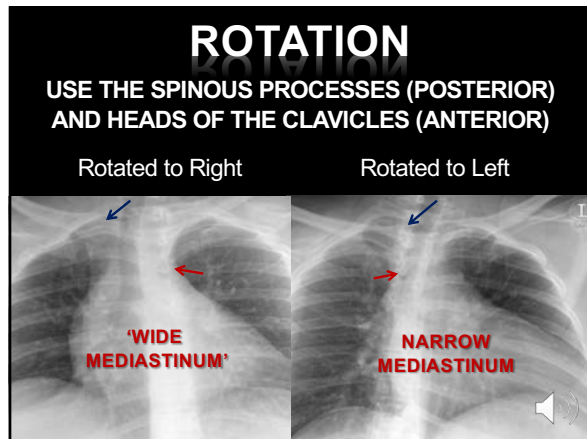 ROTATION
USE THE SPINOUS PROCESSES (POSTERIOR)
AND HEADS OF THE CLAVICLES (ANTERIOR)
Rotated to Right
Rotated to Left
‘WIDE
MEDIASTINUM’
NARROW
MEDIASTINUM